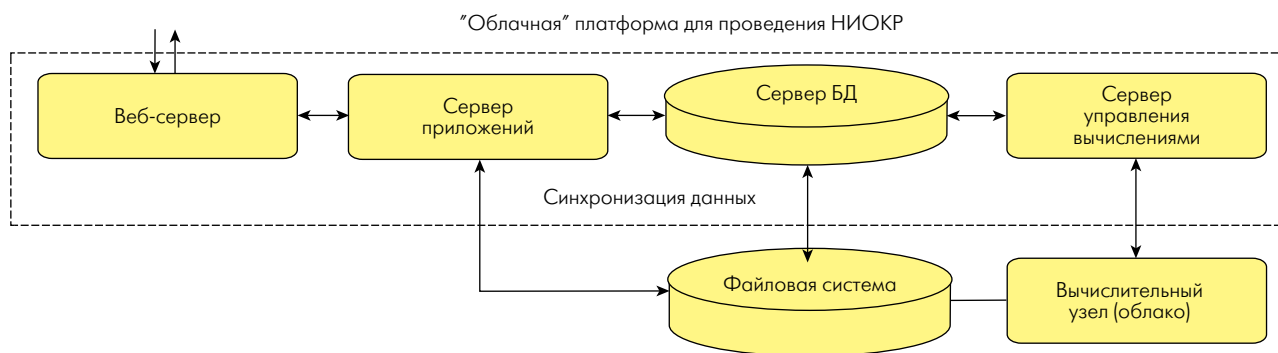 "Облачная" платформа для проведения НИОКР
Веб-сервер
Сервер
приложений
Сервер БД
Сервер
управления
вычислениями
Синхронизация данных
Файловая система
Вычислительный
узел (облако)